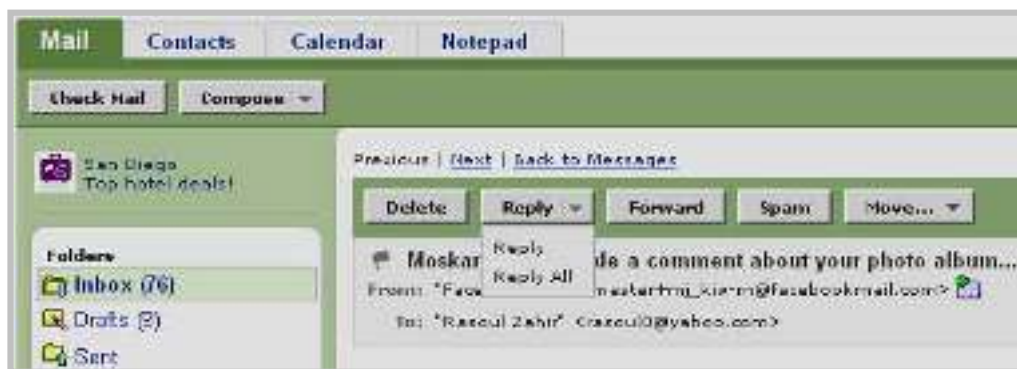 Mail Contacts Calendar Notepad
Check Mail Compose
San Diego
Top hotel deals!
Previous | Next | Back to Messages
Delete Reply Forward Spam Move...
Reply
Reply All
Folders
Inbox (76)
Drafts (9)
Sent
Moskar de a comment about your photo album...
From: "Face @facebookmail.com>
To: "Rasoul Zahir" <rasoul0@yahoo.com>